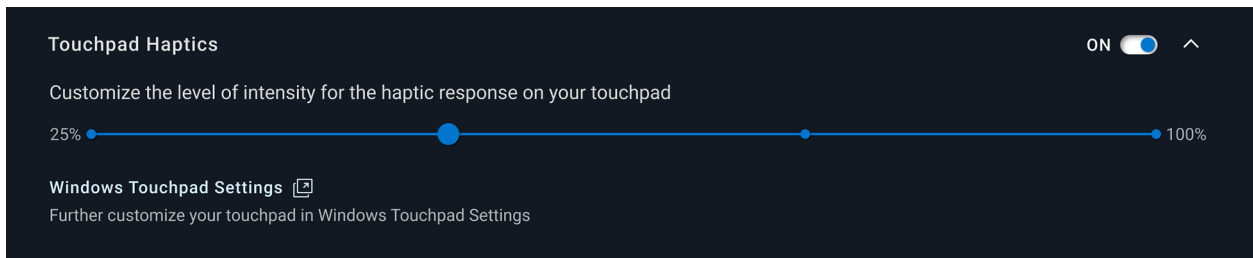 Touchpad Haptics
ON
Customize the level of intensity for the haptic response on your touchpad
25%
100%
Windows Touchpad Settings
Further customize your touchpad in Windows Touchpad Settings